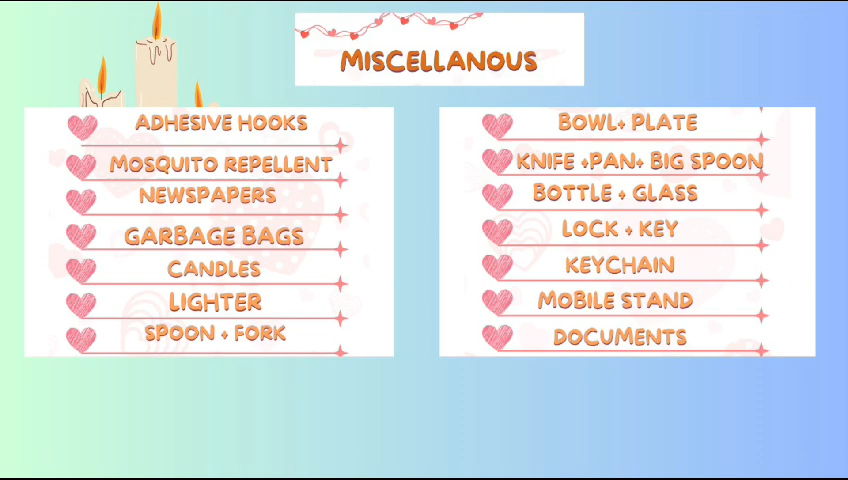 MISCELLANOUS
ADHESIVE HOOKS
MOSQUITO REPELLENT
NEWSPAPERS
GARBAGE BAGS
CANDLES
LIGHTER
SPOON + FORK
BOWL+ PLATE
KNIFE +PAN+ BIG SPOON
BOTTLE + GLASS
LOCK + KEY
KEYCHAIN
MOBILE STAND
DOCUMENTS